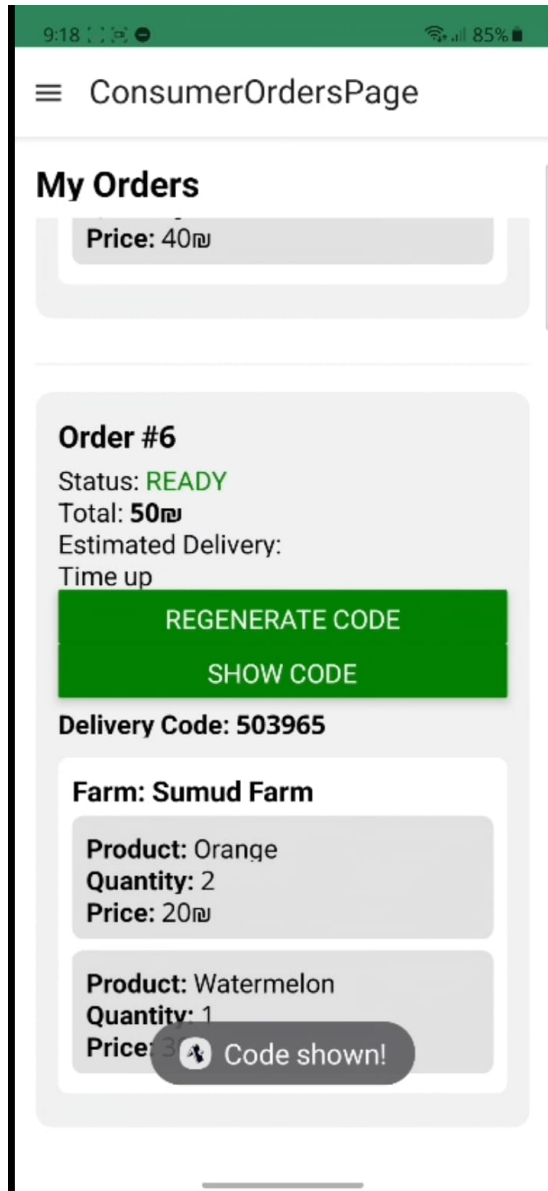 9:18
85%
ConsumerOrdersPage
My Orders
Price: 40₪
Order #6
Status: READY
Total: 50₪
Estimated Delivery:
Time up
REGENERATE CODE
SHOW CODE
Delivery Code: 503965
Farm: Sumud Farm
Product: Orange
Quantity: 2
Price: 20₪
Product: Watermelon
Quantity: 1
Price:
Code shown!